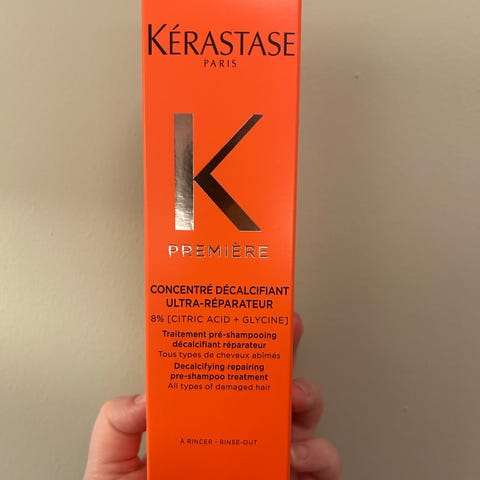 KÉRASTASE
PARIS
K
PREMIÈRE
CONCENTRÉ DÉCALCIFIANT
ULTRA-RÉPARATEUR
8% [CITRIC ACID + GLYCINE]
Traitement pré-shampooing
décalcifiant réparateur
Tous types de cheveux abîmés
Decalcifying repairing
pre-shampoo treatment
All types of damaged hair
À RINCER - RINSE-OUT